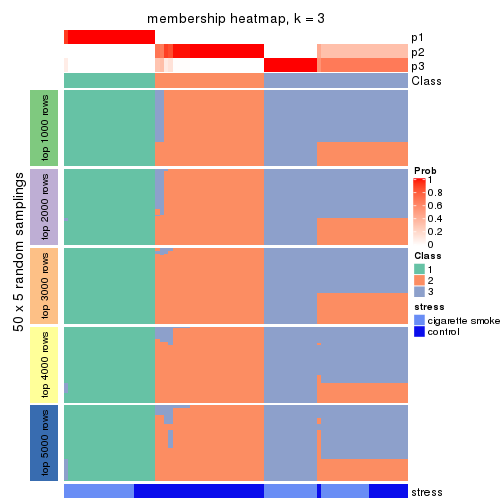 membership heatmap, k = 3
p1
p2
p3
Class
50 x 5 random samplings
top 1000 rows
top 2000 rows
top 3000 rows
top 4000 rows
top 5000 rows
stress
Prob
1
0.8
0.6
0.4
0.2
0
Class
1
2
3
stress
cigarette smoke
control